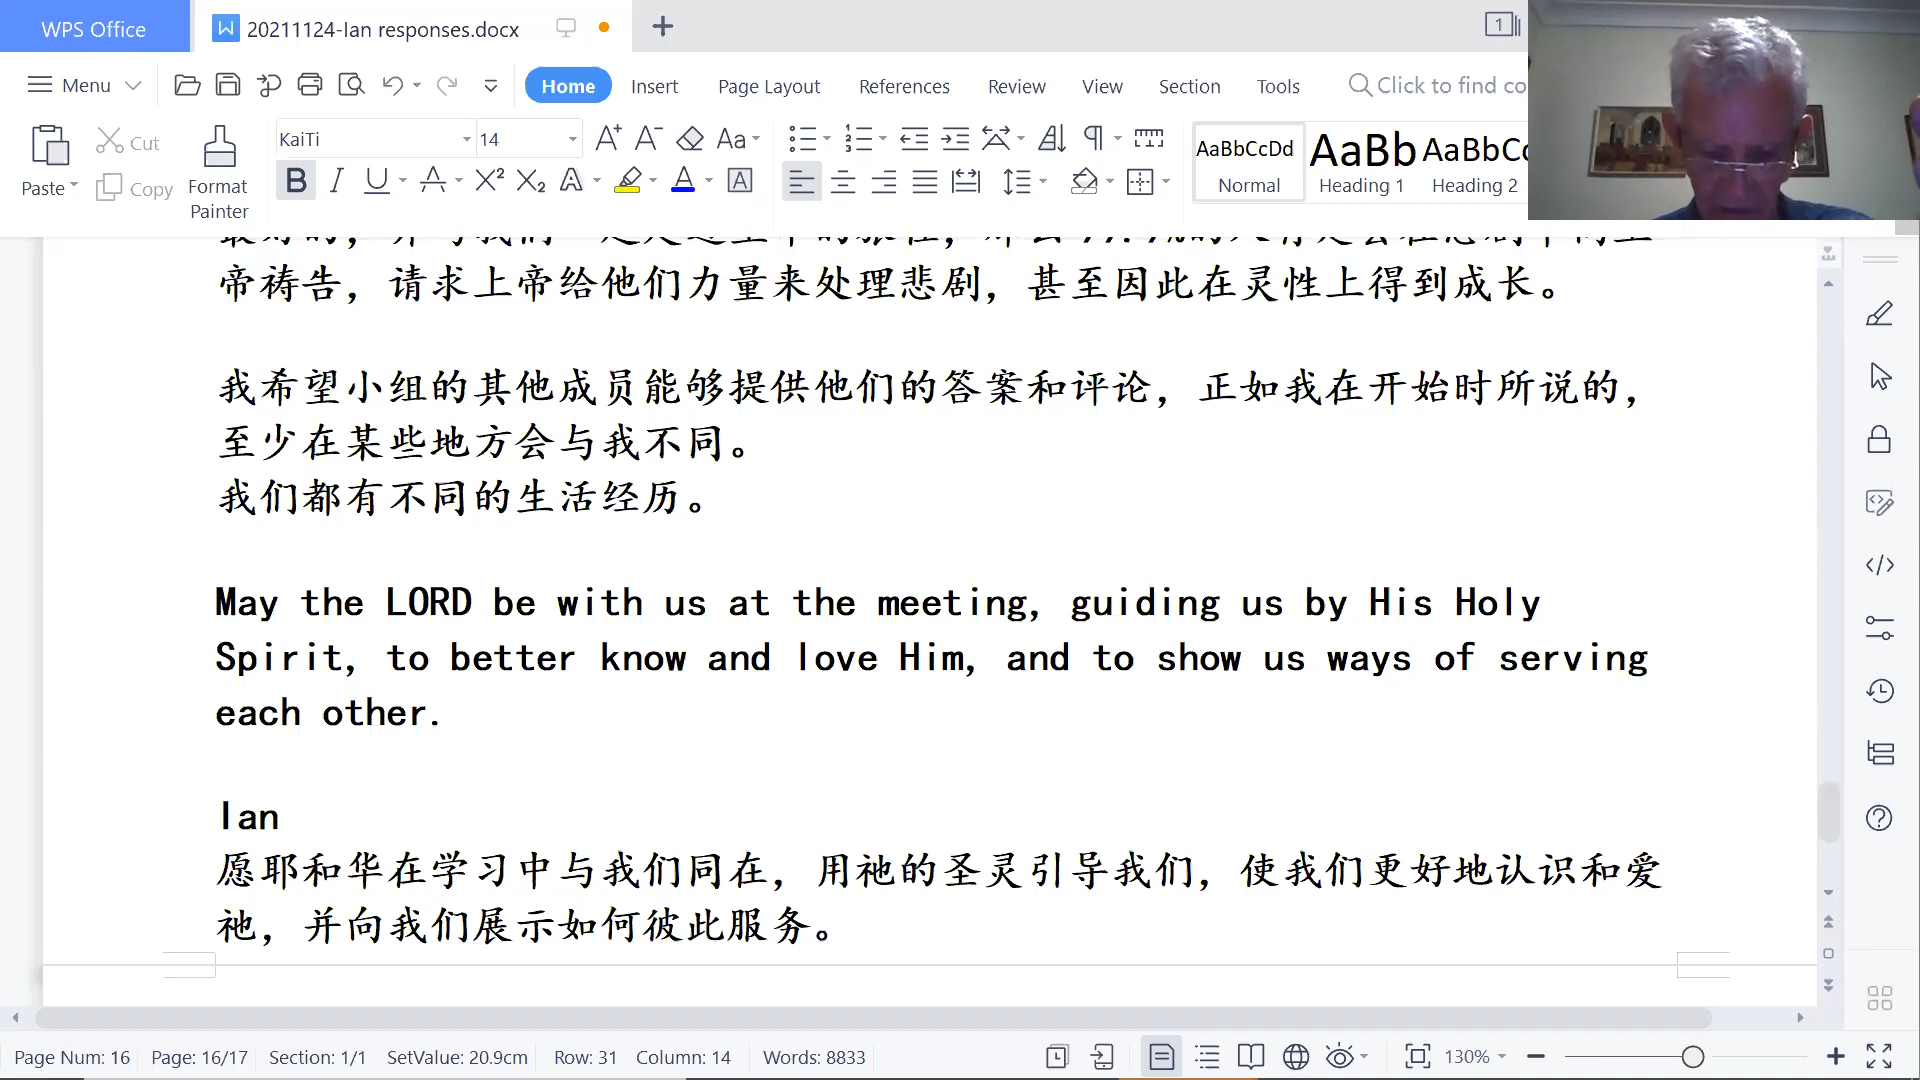 WPS Office
20211124-Ian responses.docx
1
Menu
Home
Insert
Page Layout
References
Review
View
Section
Tools
Click to find co
Paste
Cut
Copy
Format
Painter
KaiTi
14
AaBbCcDd
Normal
AaBb
Heading 1
AaBbC
Heading 2
帝祷告，请求上帝给他们力量来处理悲剧，甚至因此在灵性上得到成长。
我希望小组的其他成员能够提供他们的答案和评论，正如我在开始时所说的，
至少在某些地方会与我不同。
我们都有不同的生活经历。
May the LORD be with us at the meeting, guiding us by His Holy
Spirit, to better know and love Him, and to show us ways of serving
each other.
Ian
愿耶和华在学习中与我们同在，用祂的圣灵引导我们，使我们更好地认识和爱
祂，并向我们展示如何彼此服务。
Page Num: 16
Page: 16/17
Section: 1/1
SetValue: 20.9cm
Row: 31
Column: 14
Words: 8833
130%